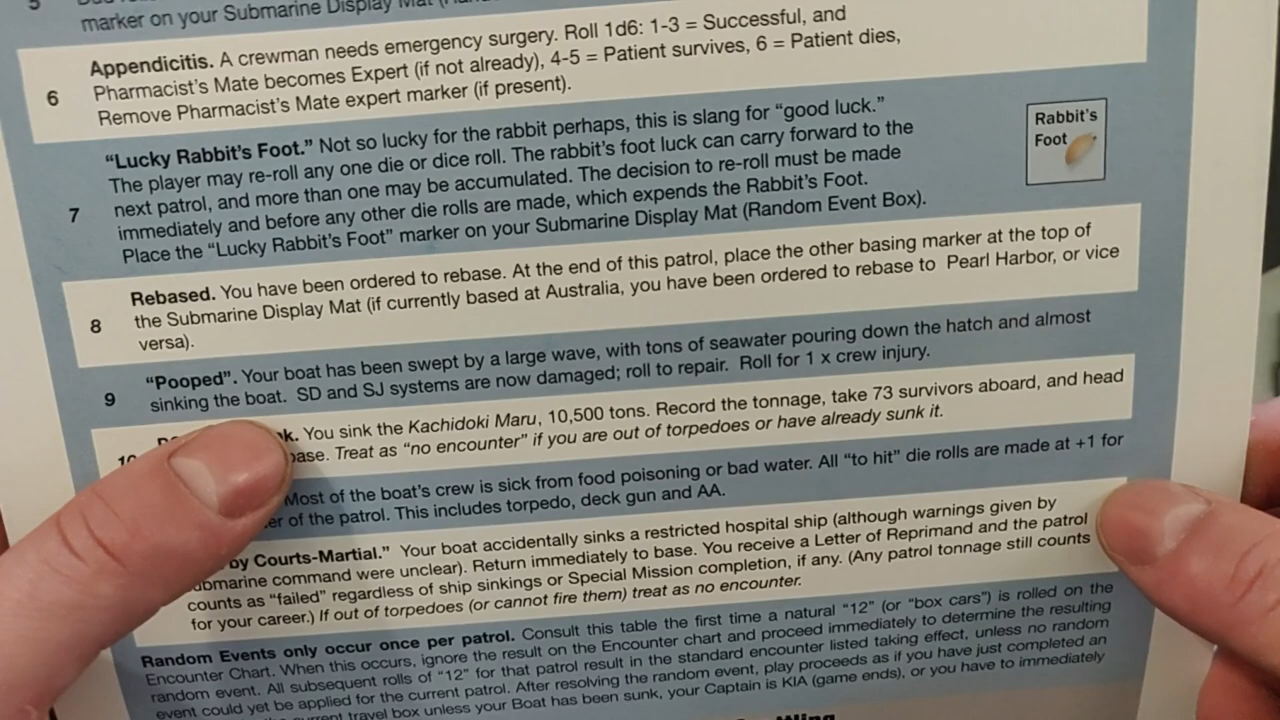 5
marker on your Submarine Display Mat
6
Appendicitis. A crewman needs emergency surgery. Roll 1d6: 1-3 = Successful, and
Pharmacist's Mate becomes Expert (if not already), 4-5 = Patient survives, 6 = Patient dies,
Remove Pharmacist's Mate expert marker (if present).
7
"Lucky Rabbit's Foot." Not so lucky for the rabbit perhaps, this is slang for "good luck."
The player may re-roll any one die or dice roll. The rabbit's foot luck can carry forward to the
next patrol, and more than one may be accumulated. The decision to re-roll must be made
immediately and before any other die rolls are made, which expends the Rabbit's Foot.
Place the "Lucky Rabbit's Foot" marker on your Submarine Display Mat (Random Event Box).
Rabbit's
Foot
8
Rebased. You have been ordered to rebase. At the end of this patrol, place the other basing marker at the top of
the Submarine Display Mat (if currently based at Australia, you have been ordered to rebase to Pearl Harbor, or vice
versa).
9
"Pooped". Your boat has been swept by a large wave, with tons of seawater pouring down the hatch and almost
sinking the boat. SD and SJ systems are now damaged; roll to repair. Roll for 1 x crew injury.
10
You sink the Kachidoki Maru, 10,500 tons. Record the tonnage, take 73 survivors aboard, and head
base. Treat as "no encounter" if you are out of torpedoes or have already sunk it.
Most of the boat's crew is sick from food poisoning or bad water. All "to hit" die rolls are made at +1 for
of the patrol. This includes torpedo, deck gun and AA.
by Courts-Martial." Your boat accidentally sinks a restricted hospital ship (although warnings given by
submarine command were unclear). Return immediately to base. You receive a Letter of Reprimand and the patrol
counts as "failed" regardless of ship sinkings or Special Mission completion, if any. (Any patrol tonnage still counts
for your career.) If out of torpedoes (or cannot fire them) treat as no encounter.
Random Events only occur once per patrol. Consult this table the first time a natural "12" (or "box cars") is rolled on the
Encounter Chart. When this occurs, ignore the result on the Encounter chart and proceed immediately to determine the resulting
random event. All subsequent rolls of "12" for that patrol result in the standard encounter listed taking effect, unless no random
event could yet be applied for the current patrol. After resolving the random event, play proceeds as if you have just completed an
current travel box unless your Boat has been sunk, your Captain is KIA (game ends), or you have to immediately